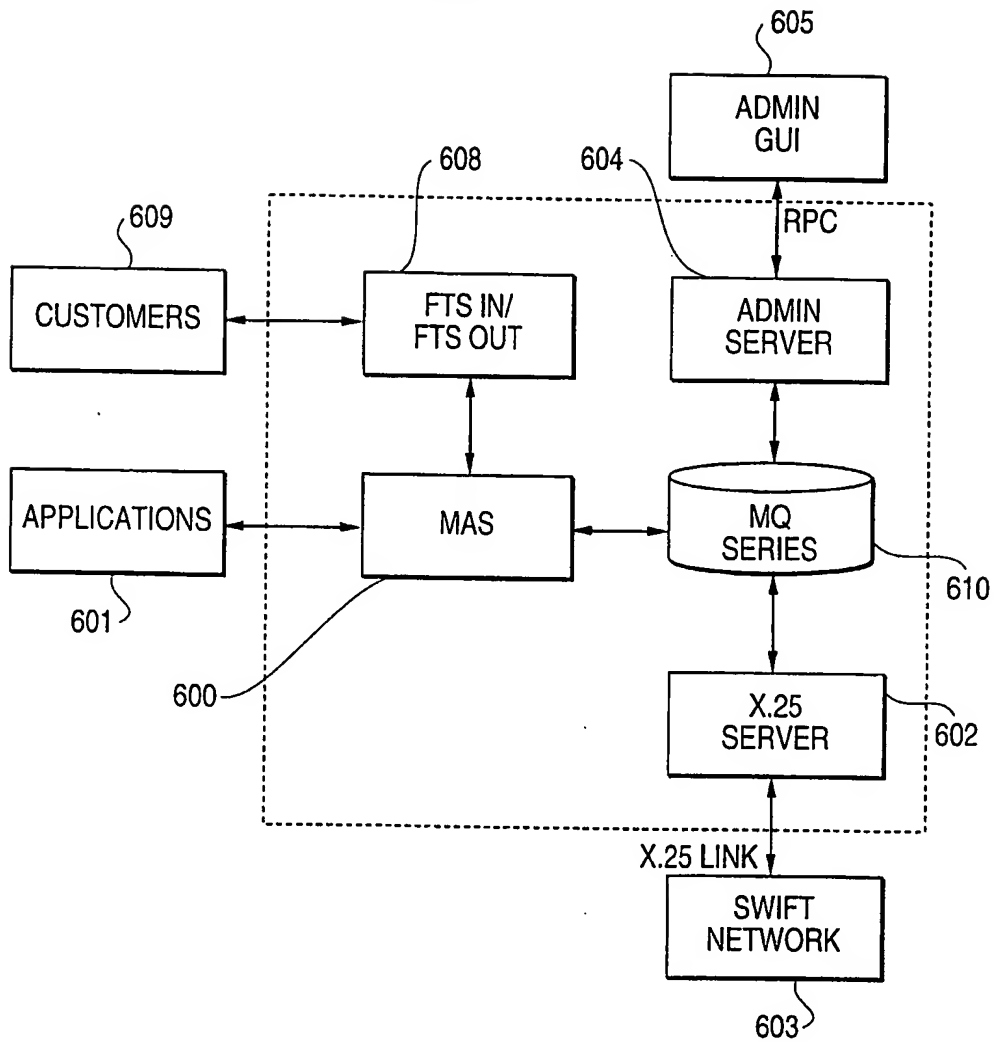 605
ADMIN
GUI
608
604
609
RPC
CUSTOMERS
FTS IN/
FTS OUT
ADMIN
SERVER
APPLICATIONS
MAS
MQ
SERIES
601
610
600
X.25
SERVER
602
X.25 LINK
SWIFT
NETWORK
603